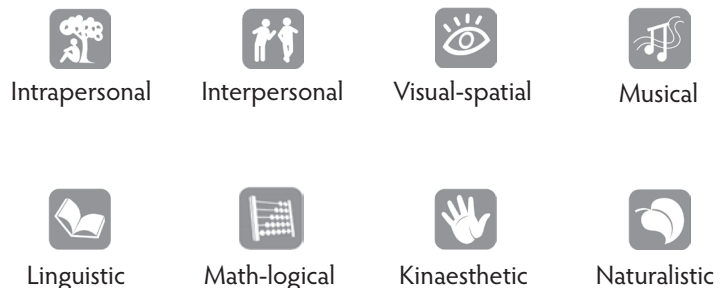 Intrapersonal Interpersonal Visual-spatial Musical
Linguistic Math-logical Kinaesthetic Naturalistic